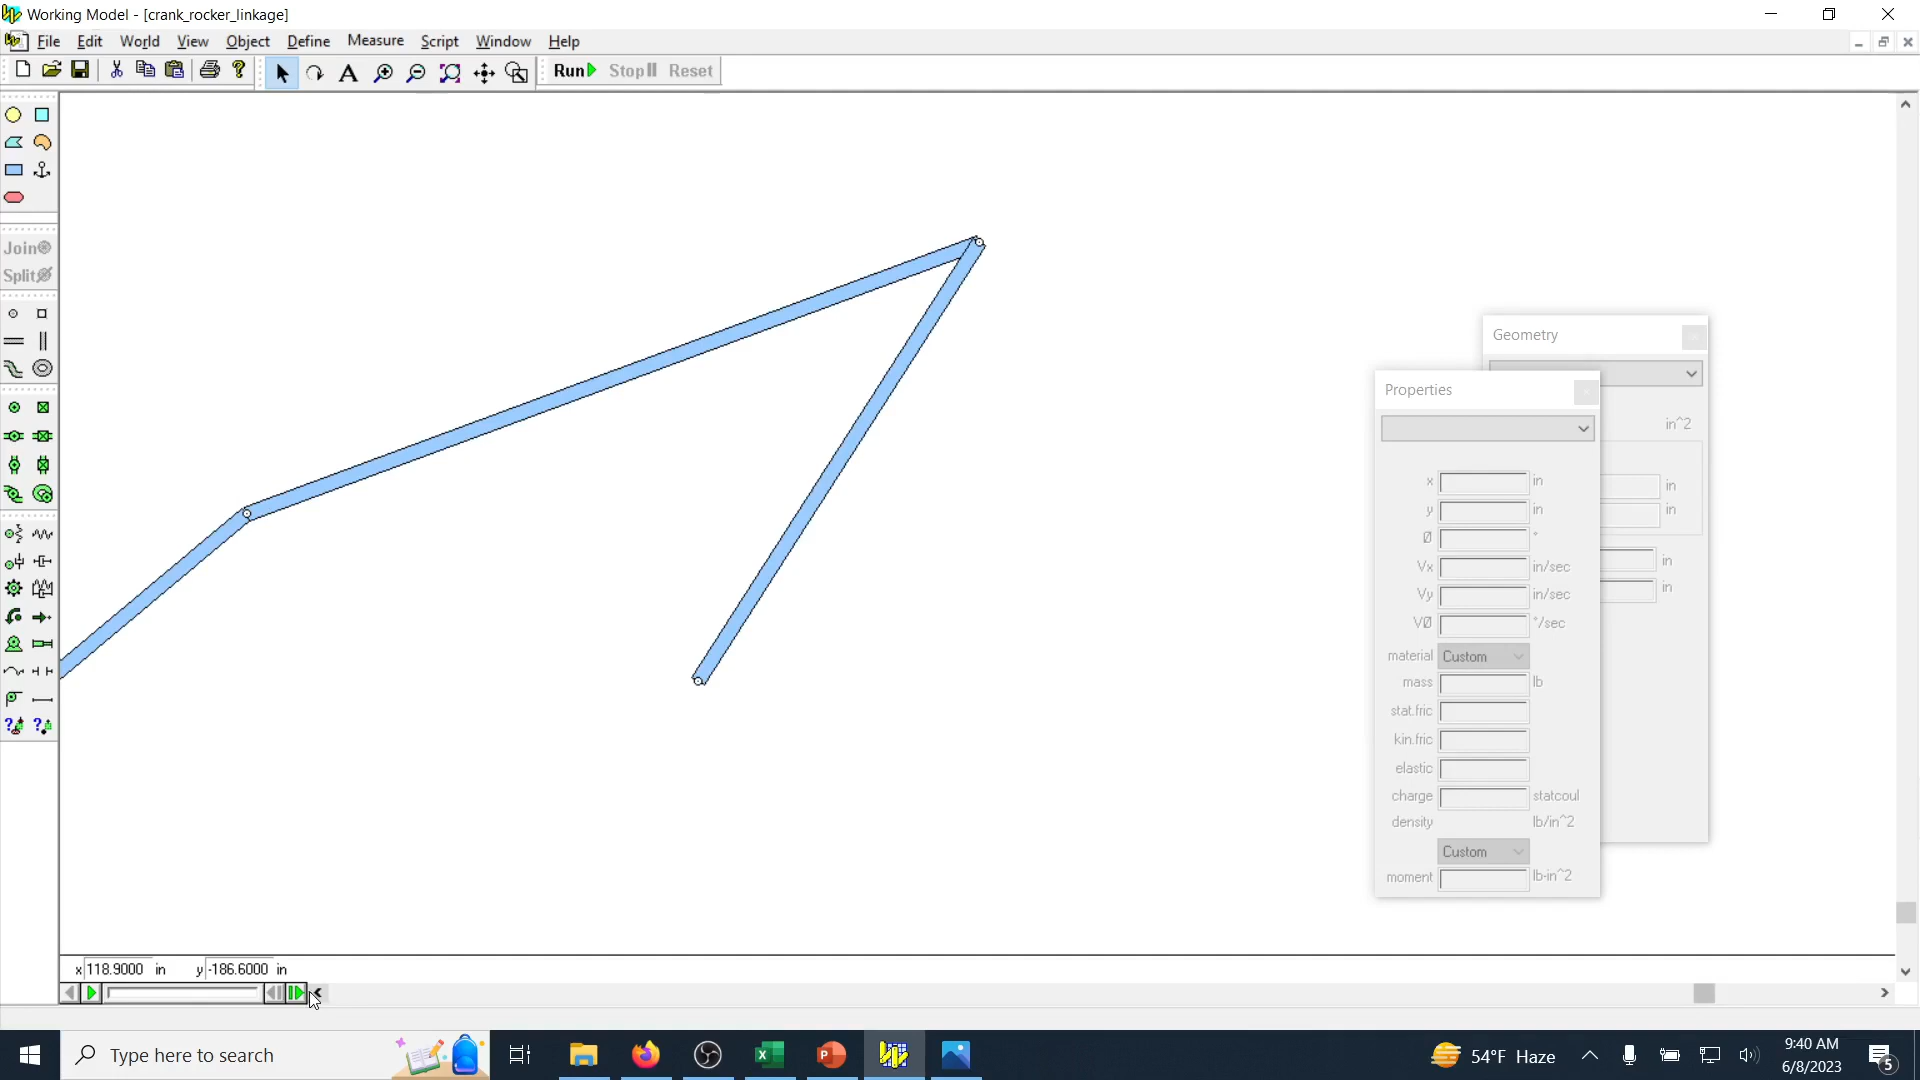 Working Model - [crank_rocker_linkage]
File Edit World View Object Define Measure Script Window Help
A Run Stop Reset
Join
Split
Geometry
Properties
in^2
x in
y in
Ø °
Vx in/sec
Vy in/sec
VØ °/sec
in
in
in
in
material Custom
mass lb
stat.fric
kin.fric
elastic
charge statcoul
density lb/in^2
Custom
moment lb-in^2
x 118.9000 in y -186.6000 in
Type here to search
54°F Haze
9:40 AM
6/8/2023
5